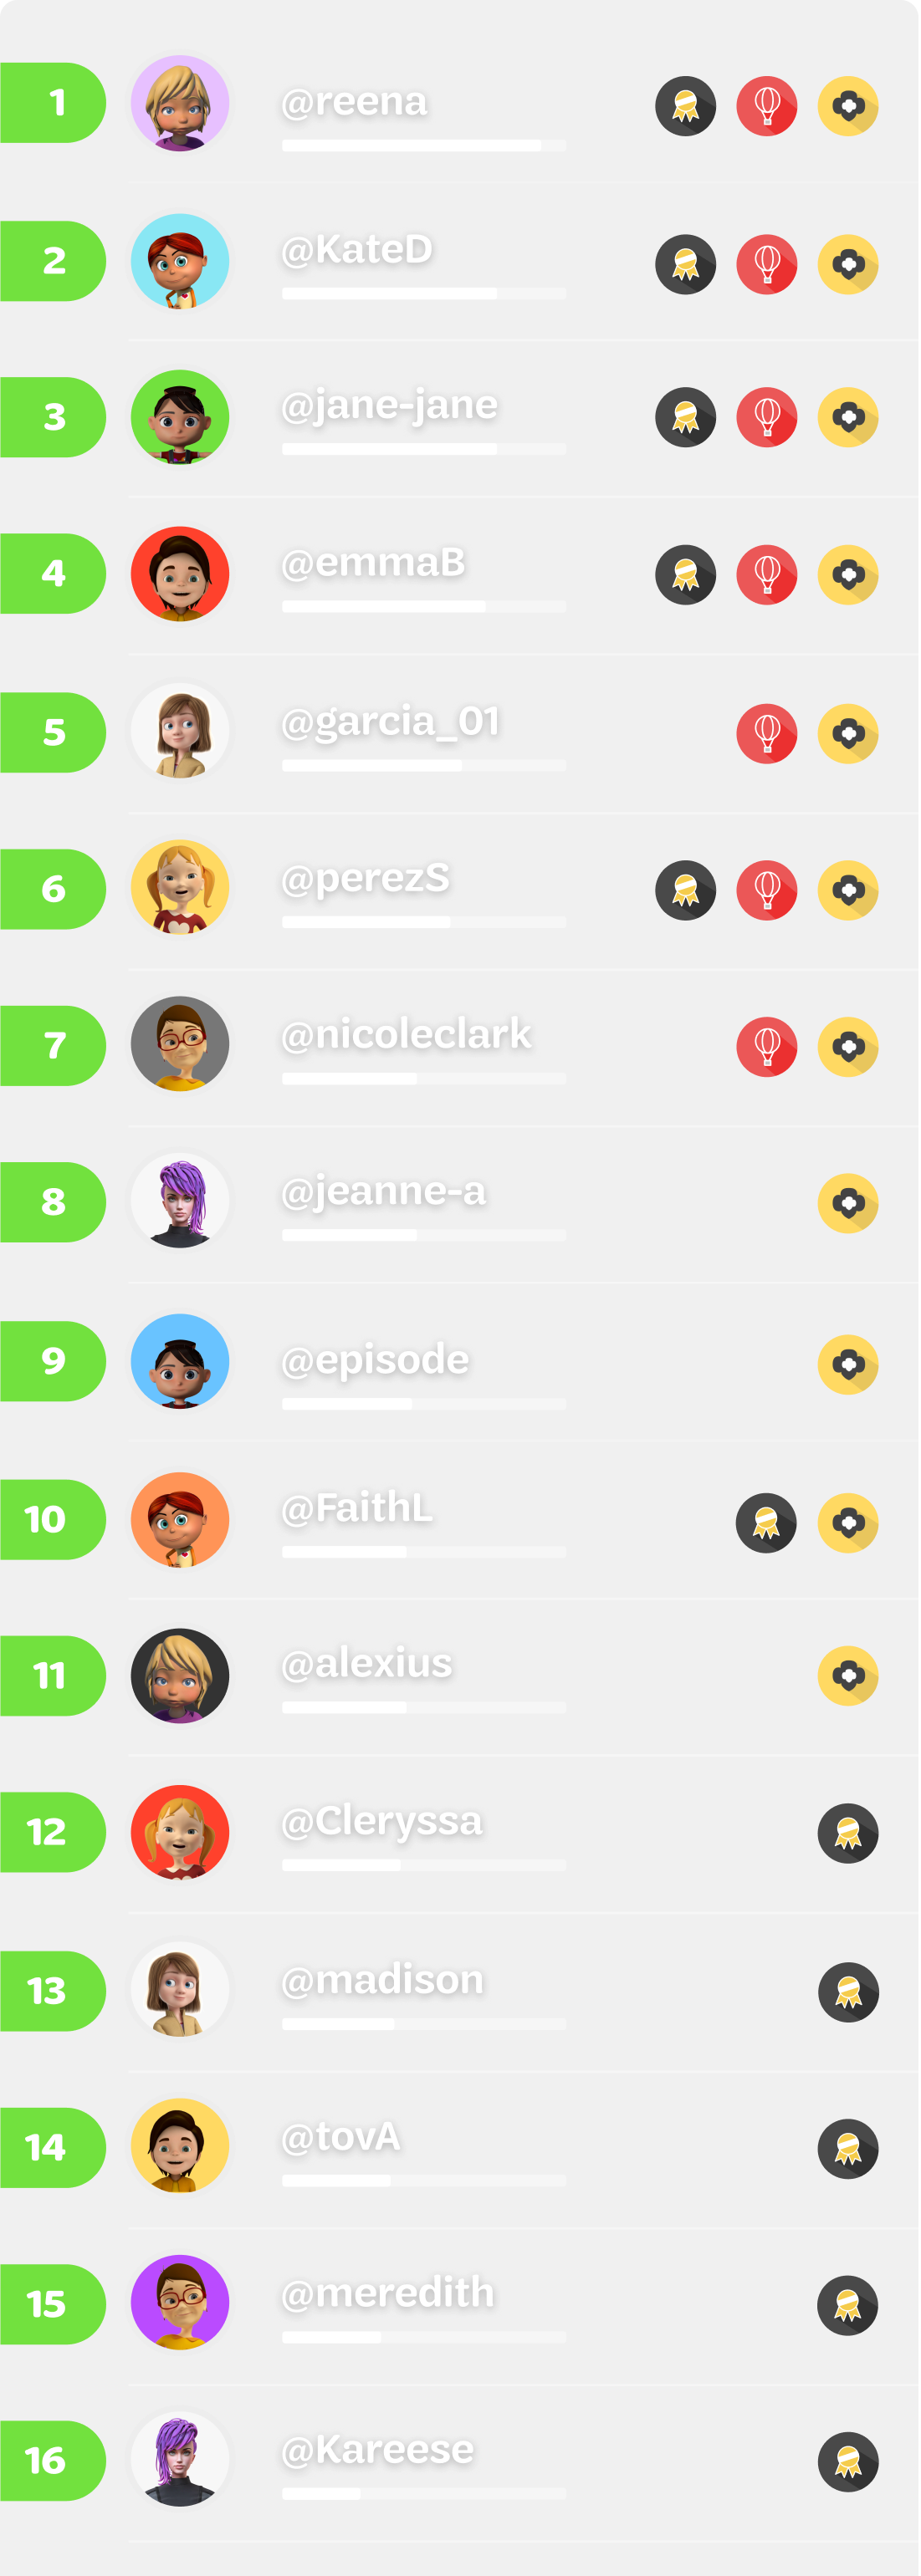 1 @reena
2 @KateD
3 @jane-jane
4 @emmaB
5 @garcia_01
6 @perezS
7 @nicoleclark
8 @jeanne-a
9 @episode
10 @FaithL
11 @alexius
12 @Cleryssa
13 @madison
14 @tovA
15 @meredith
16 @Kareese